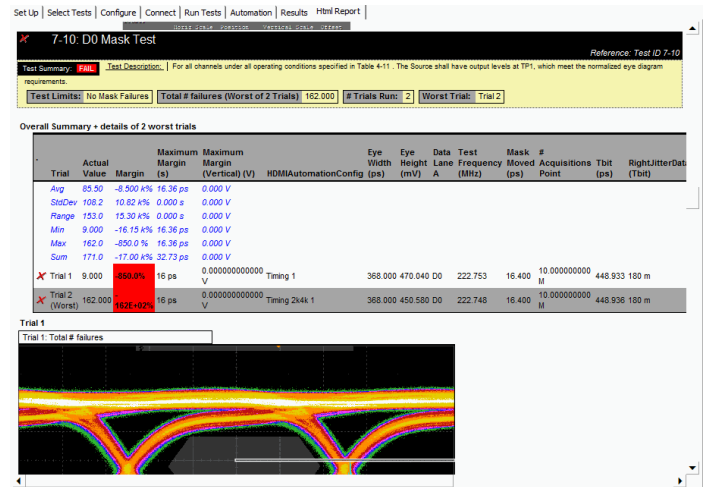 Set Up | Select Tests | Configure | Connect | Run Tests | Automation | Results | Html Report |
Horiz Scale Position Vertical Scale Offset
7-10: D0 Mask Test
Reference: Test ID 7-10
Test Summary: FAIL Test Description: For all channels under all operating conditions specified in Table 4-11 . The Source shall have output levels at TP1, which meet the normalized eye diagram
requirements.
Test Limits: No Mask Failures Total # failures (Worst of 2 Trials) 162.000 # Trials Run: 2 Worst Trial: Trial 2
Overall Summary + details of 2 worst trials
Trial Actual Value Margin Maximum Margin (s) Maximum Margin (Vertical) (V) HDMIAutomationConfig Eye Width (ps) Eye Height (mV) Data Lane A Test Frequency (MHz) Mask Moved (ps) # Acquisitions Point Tbit (ps) RightJitterData (Tbit)
Avg 85.50 -8.500 k% 16.36 ps 0.000 V
StdDev 108.2 10.82 k% 0.000 s 0.000 V
Range 153.0 15.30 k% 0.000 s 0.000 V
Min 9.000 -16.15 k% 16.36 ps 0.000 V
Max 162.0 -850.0 % 16.36 ps 0.000 V
Sum 171.0 -17.00 k% 32.73 ps 0.000 V
Trial 1 9.000 -850.0% 16 ps 0.000000000000 V Timing 1 368.000 470.040 D0 222.753 16.400 10.000000000 M 448.933 180 m
Trial 2 (Worst) 162.000 -162E+02% 16 ps 0.000000000000 V Timing 2k4k 1 368.000 450.580 D0 222.748 16.400 10.000000000 M 448.936 180 m
Trial 1
Trial 1: Total # failures